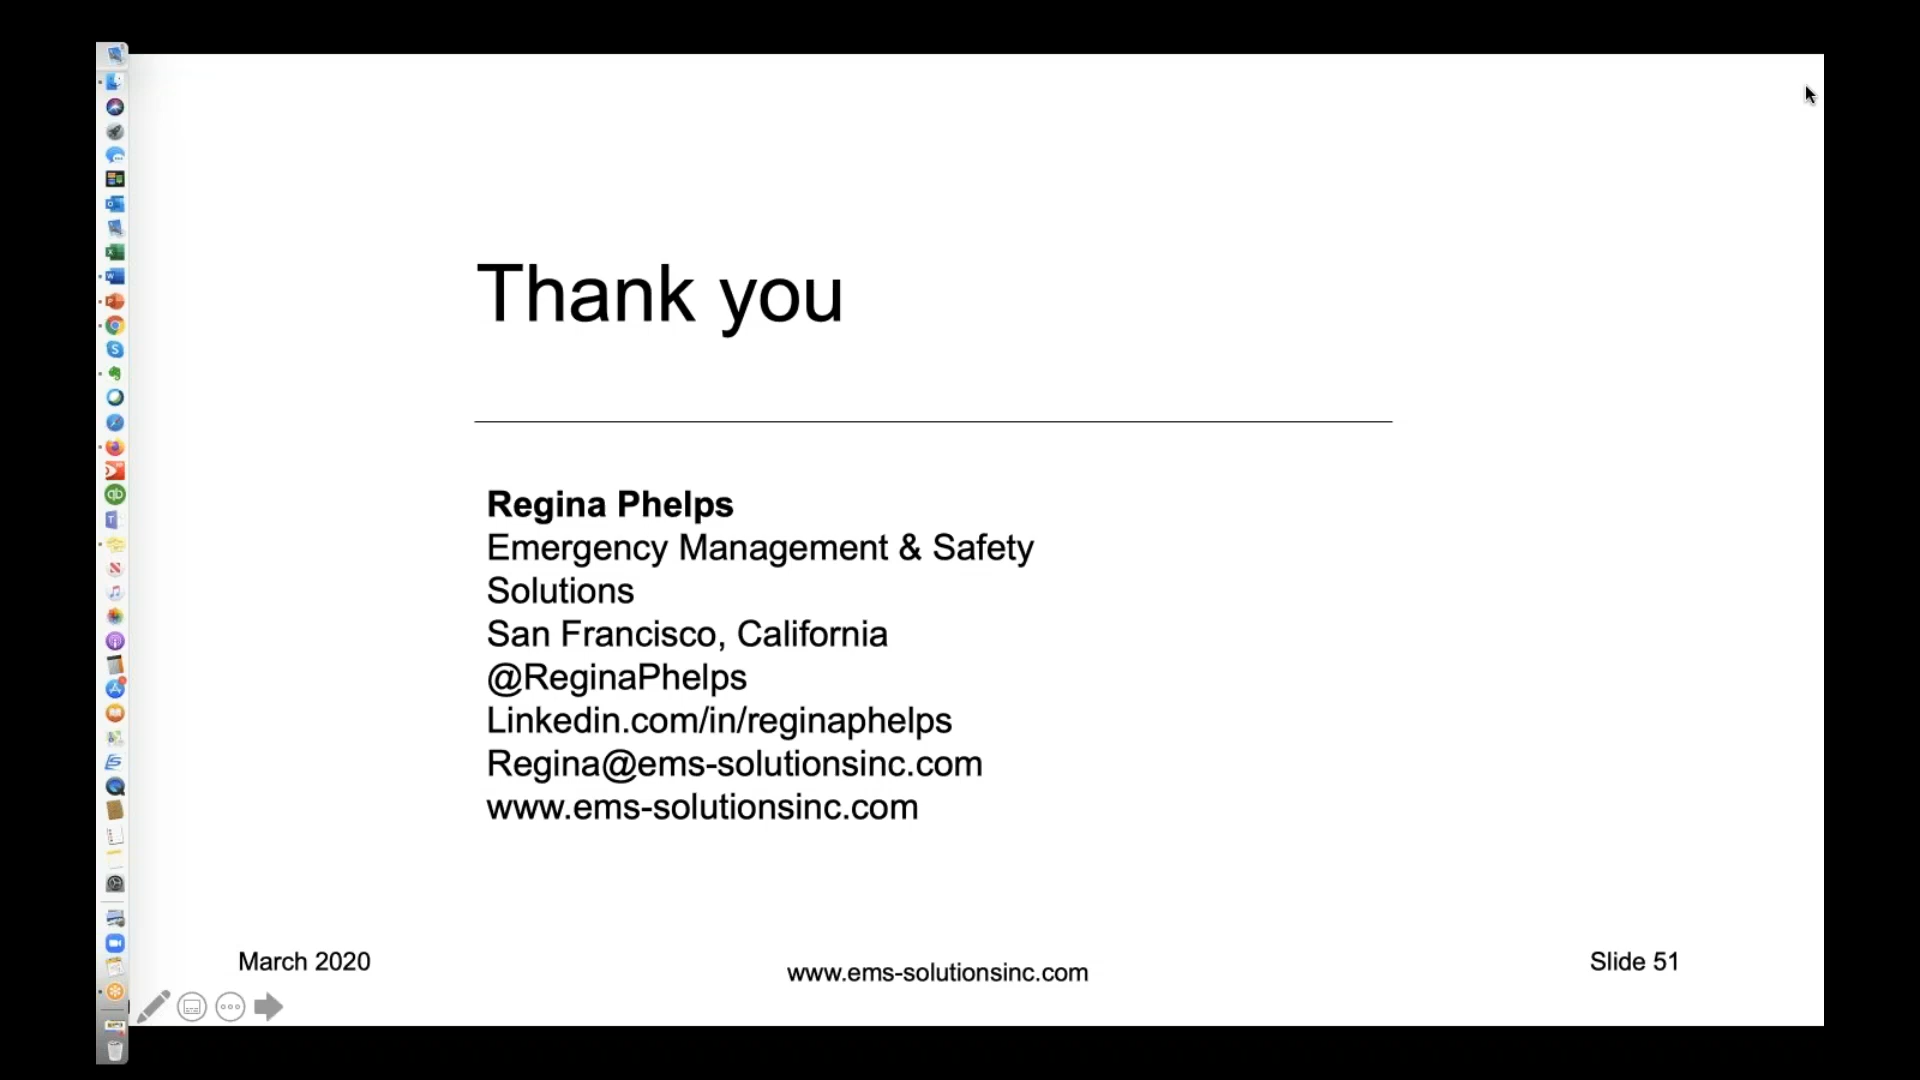 Thank you
Regina Phelps
Emergency Management & Safety
Solutions
San Francisco, California
@ReginaPhelps
Linkedin.com/in/reginaphelps
Regina@ems-solutionsinc.com
www.ems-solutionsinc.com
March 2020
www.ems-solutionsinc.com
Slide 51